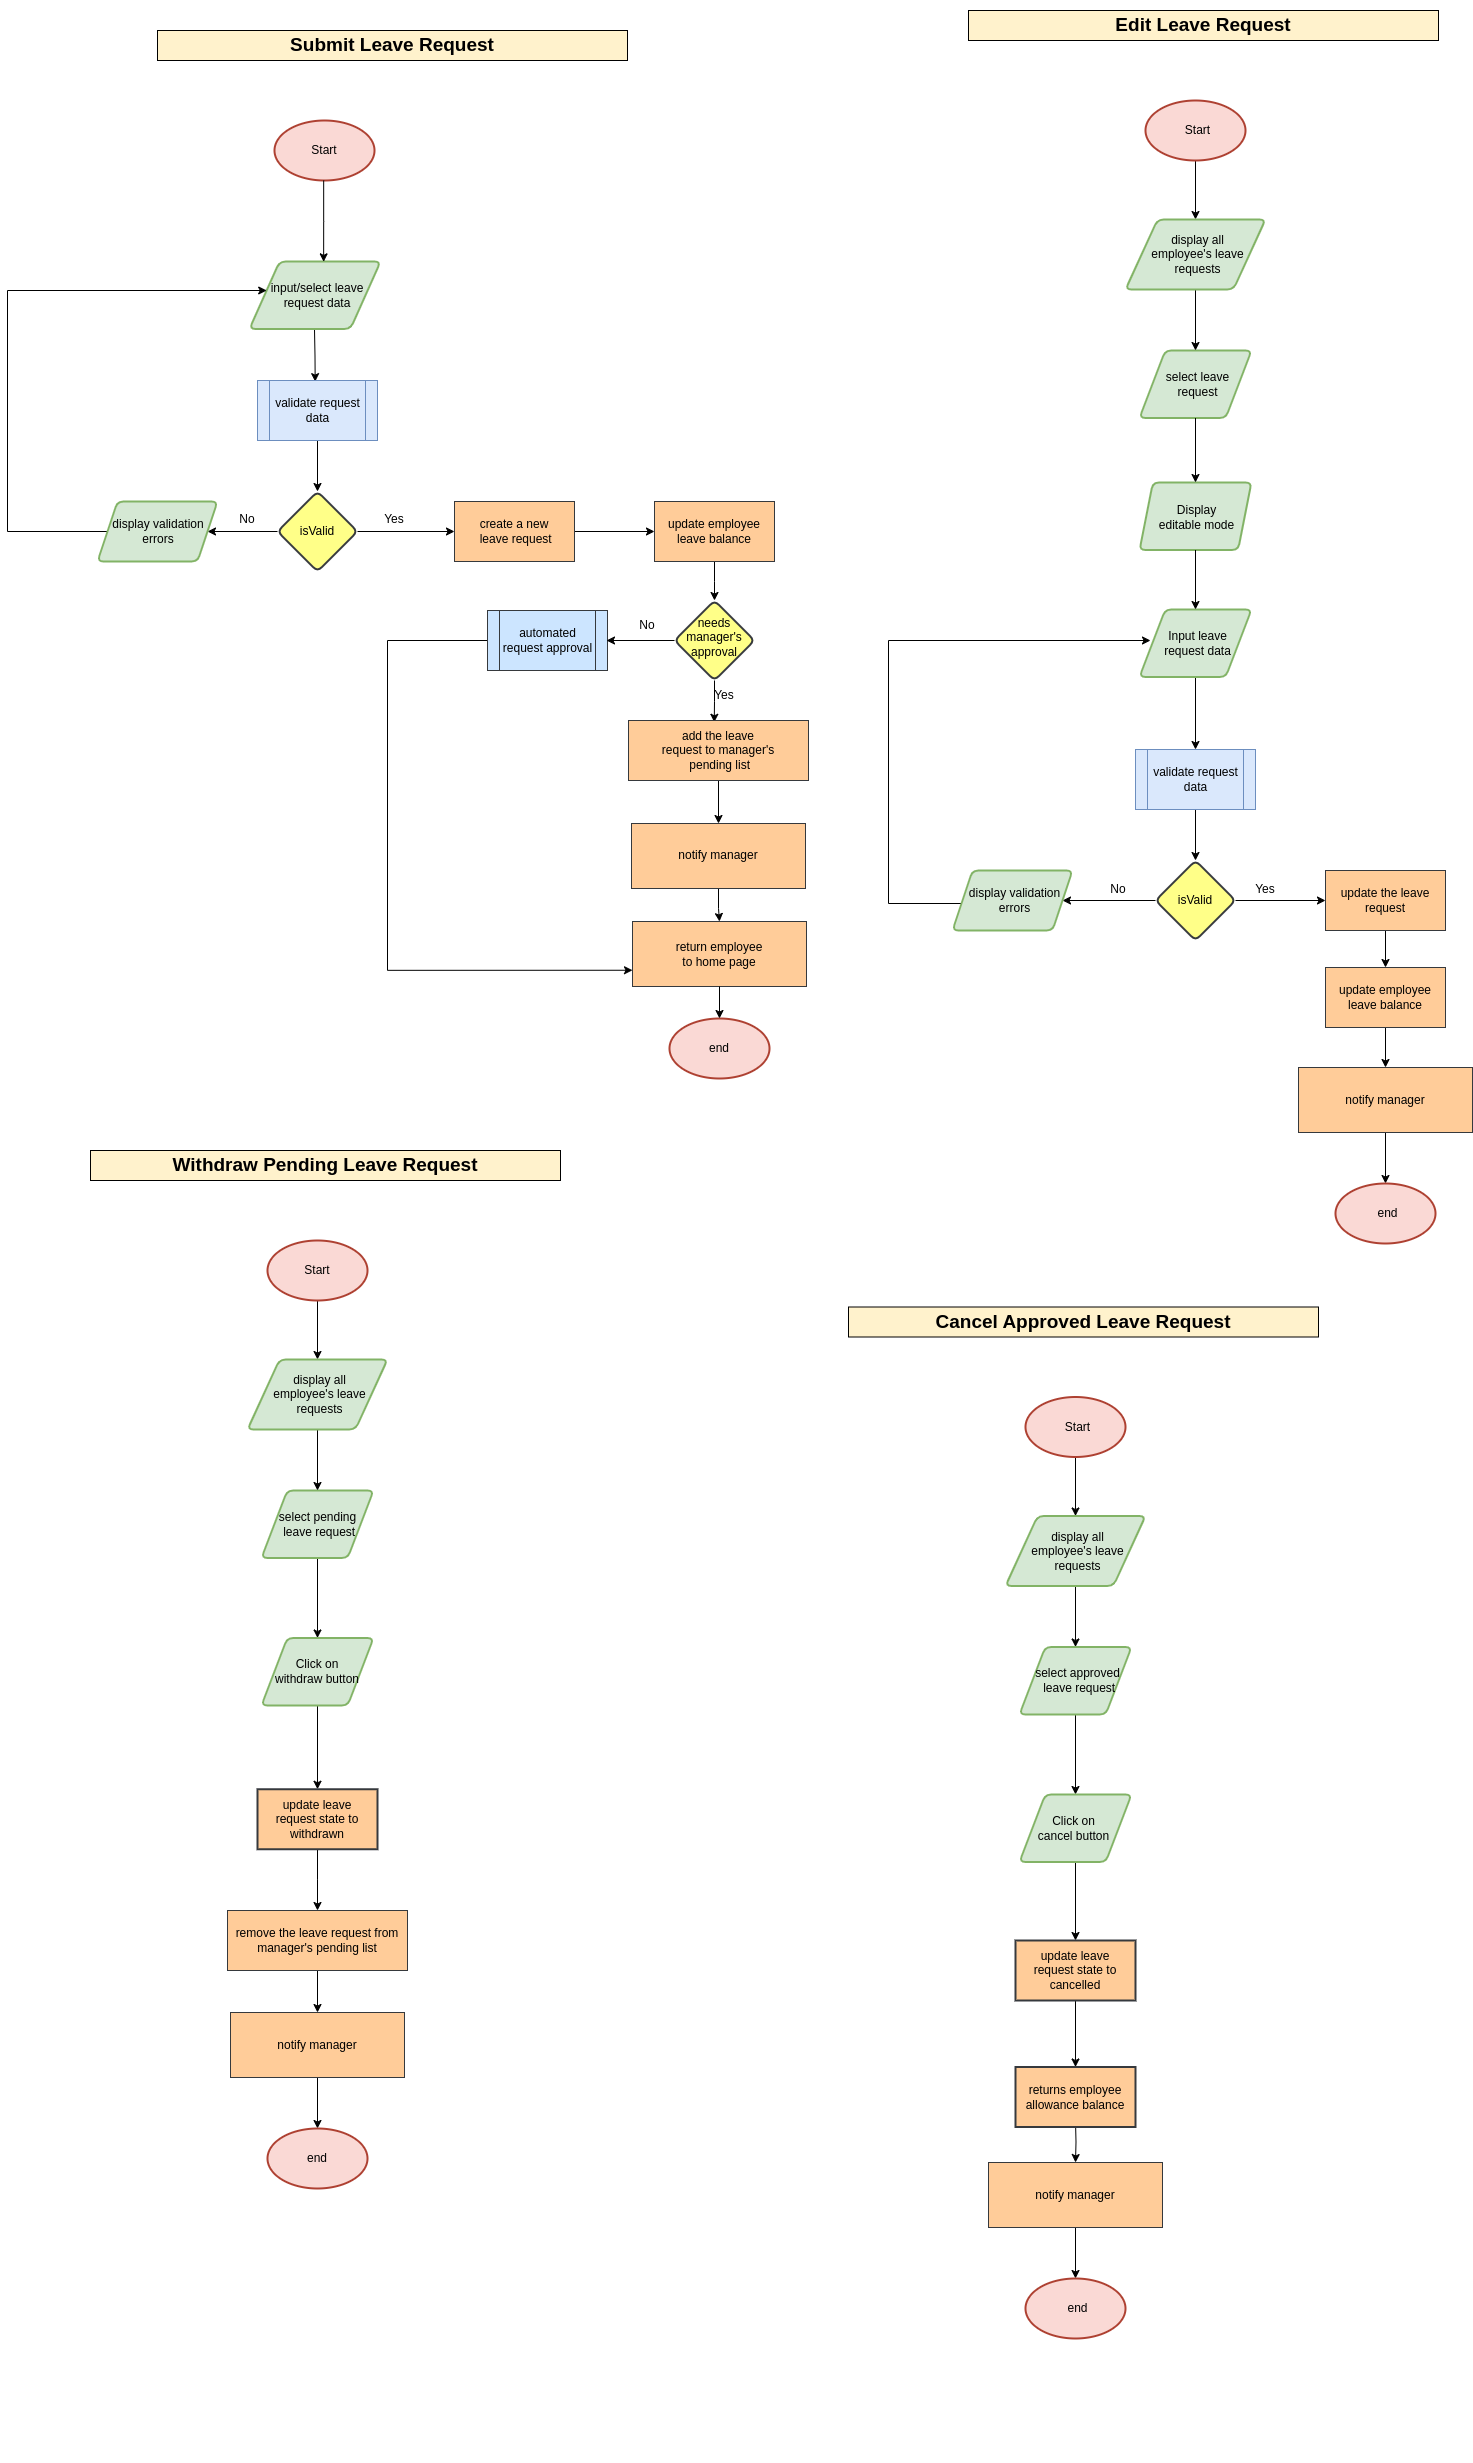 Submit Leave Request
Start
input/select leave
request data
validate request
data
isValid
No
display validation
errors
Yes
create a new
leave request
update employee
leave balance
needs
manager's
approval
No
automated
request approval
Yes
add the leave
request to manager's
pending list
notify manager
return employee
to home page
end
Edit Leave Request
Start
display all
employee's leave
requests
select leave
request
Display
editable mode
Input leave
request data
validate request
data
isValid
No
display validation
errors
Yes
update the leave
request
update employee
leave balance
notify manager
end
Withdraw Pending Leave Request
Start
display all
employee's leave
requests
select pending
leave request
Click on
withdraw button
update leave
request state to
withdrawn
remove the leave request from
manager's pending list
notify manager
end
Cancel Approved Leave Request
Start
display all
employee's leave
requests
select approved
leave request
Click on
cancel button
update leave
request state to
cancelled
returns employee
allowance balance
notify manager
end